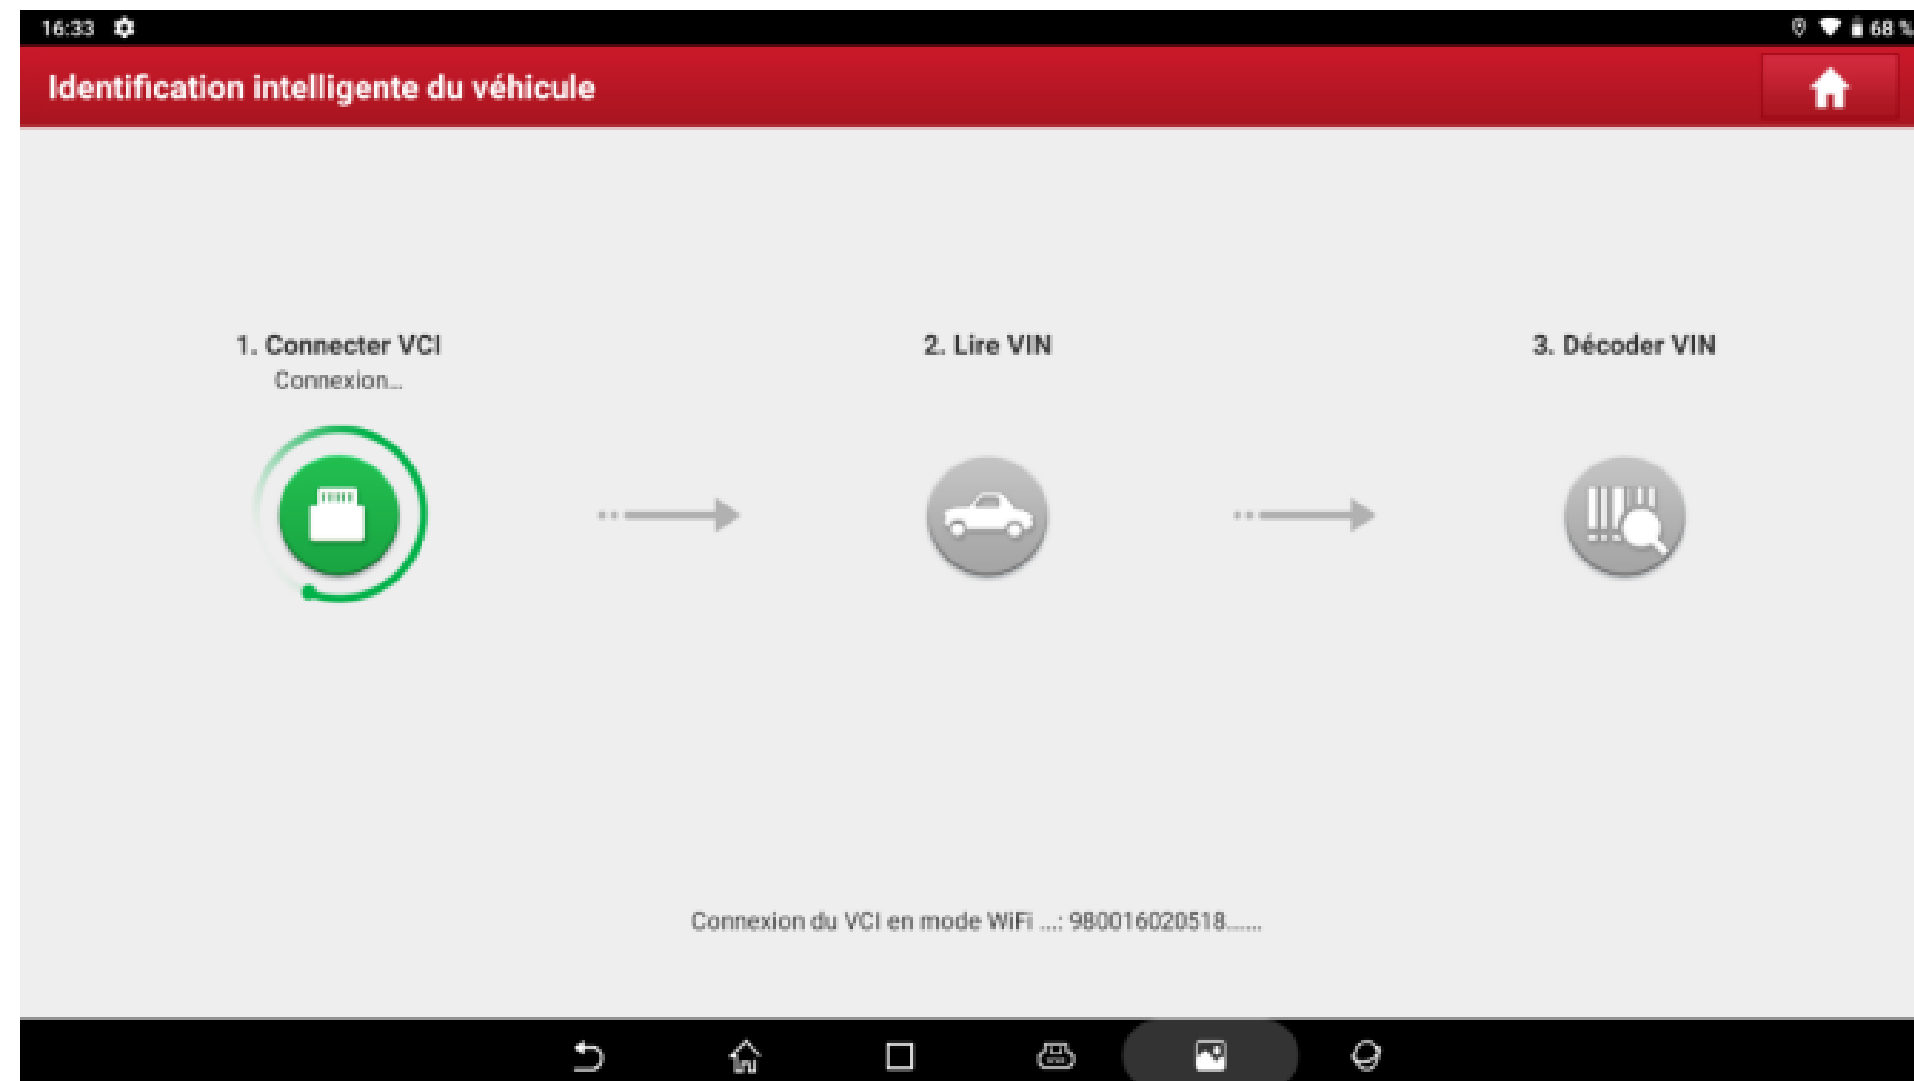 16:33
68 %
Identification intelligente du véhicule
1. Connecter VCI
Connexion...
2. Lire VIN
3. Décoder VIN
Connexion du VCI en mode WiFi ...: 980016020518......